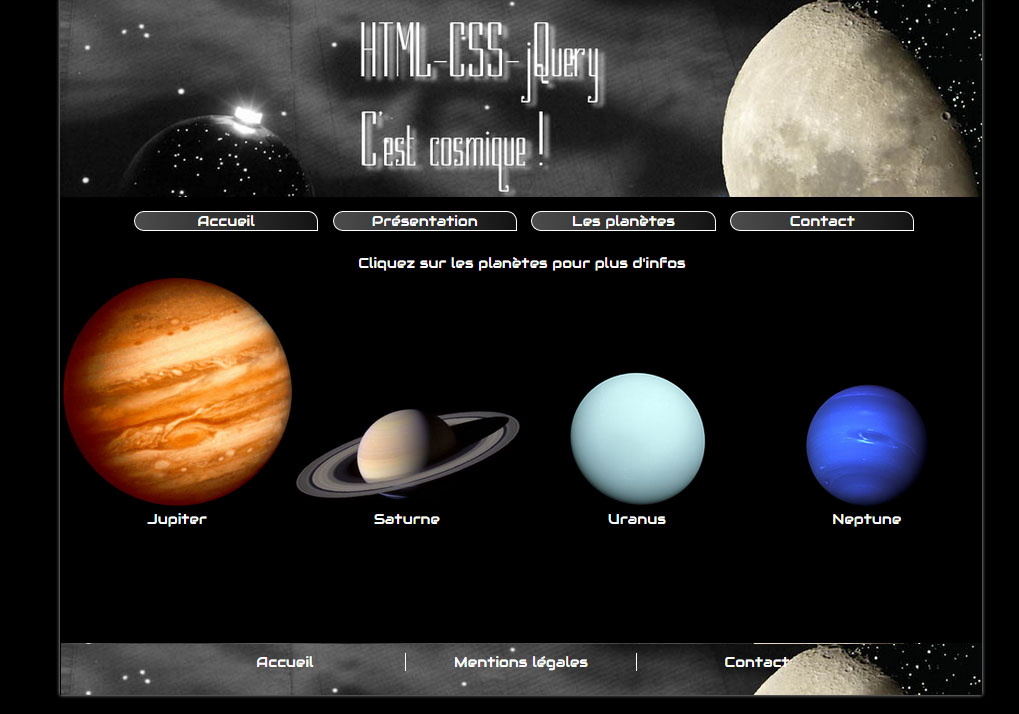 HTML-CSS-jQuery
C'est cosmique !
Accueil Présentation Les planètes Contact
Cliquez sur les planètes pour plus d'infos
Jupiter Saturne Uranus Neptune
Accueil Mentions légales Contact